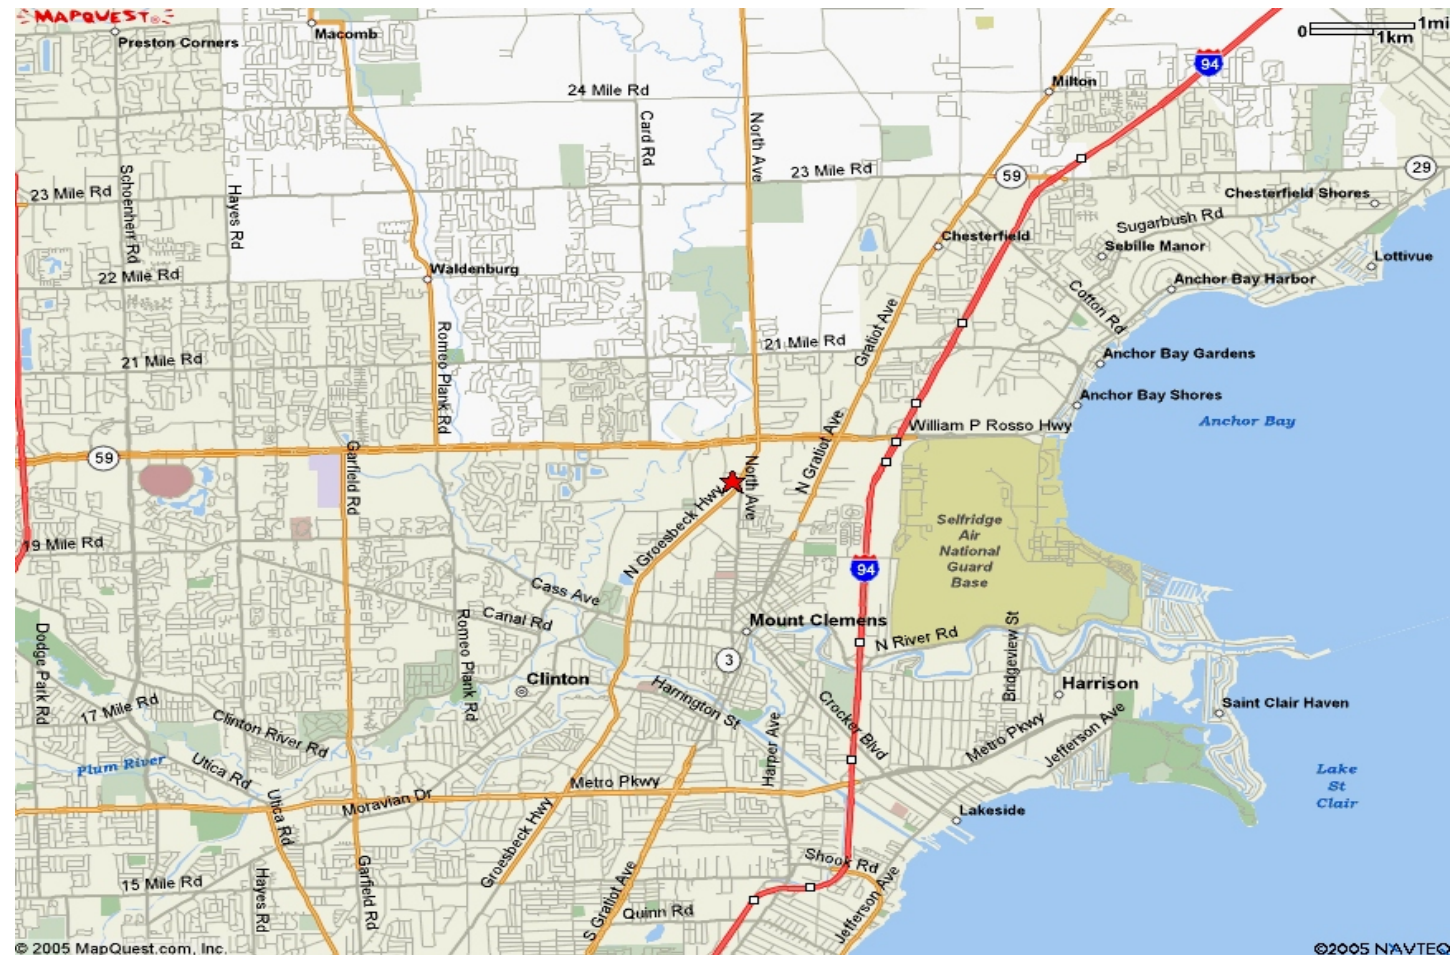 MAPQUEST®
Preston Corners
Macomb
0
1mi
1km
94
Milton
24 Mile Rd
Card Rd
North Ave
23 Mile Rd
59
29
Schoenherr Rd
Hayes Rd
23 Mile Rd
Chesterfield Shores
Sugarbush Rd
Chesterfield
Sebille Manor
Lottivue
22 Mile Rd
Waldenburg
Anchor Bay Harbor
Cotton Rd
Gratiot Ave
Romeo Plank Rd
21 Mile Rd
21 Mile Rd
Anchor Bay Gardens
Anchor Bay Shores
Anchor Bay
William P Rosso Hwy
59
Garfield Rd
N Gratiot Ave
North Ave
N Groesbeck Hwy
Selfridge
Air
National
Guard
Base
19 Mile Rd
94
Cass Ave
Canal Rd
Mount Clemens
N River Rd
Bridgeview St
Dodge Park Rd
Romeo Plank Rd
3
Clinton
Harrington St
Harrison
Saint Clair Haven
17 Mile Rd
Clinton River Rd
Crocker Blvd
Harper Ave
Metro Pkwy
Jefferson Ave
Plum River
Utica Rd
Metro Pkwy
Lake
St
Clair
Utica Rd
Moravian Dr
Groesbeck Hwy
Lakeside
Shook Rd
15 Mile Rd
Hayes Rd
Garfield Rd
S Gratiot Ave
Quinn Rd
Jefferson Ave
© 2005 MapQuest.com, Inc.
©2005 NAVTEQ